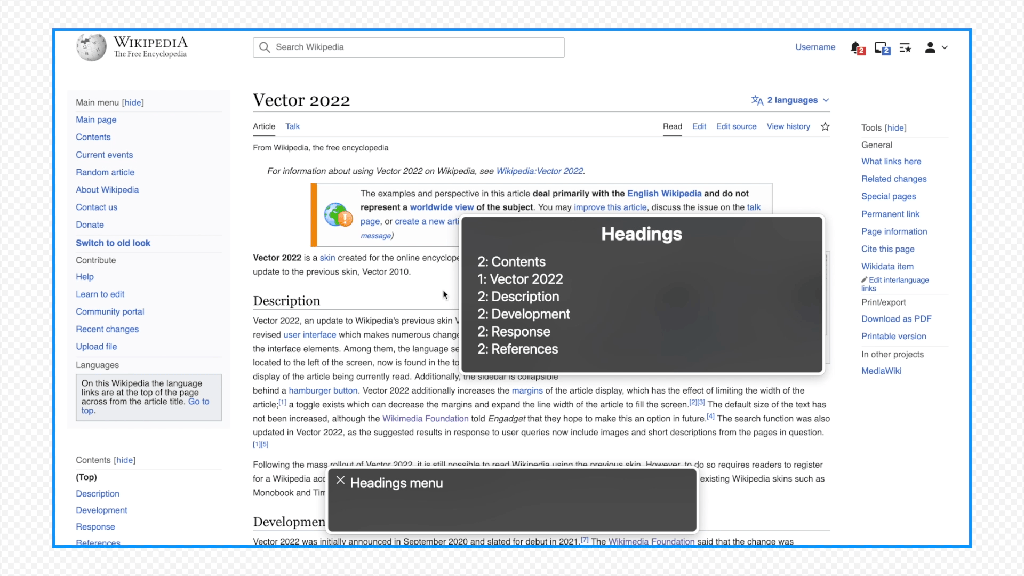 WIKIPEDIA
The Free Encyclopedia
Search Wikipedia
Username
2
2
Main menu [hide]
Main page
Contents
Current events
Random article
About Wikipedia
Contact us
Donate
Switch to old look
Contribute
Help
Learn to edit
Community portal
Recent changes
Upload file
Languages
On this Wikipedia the language
links are at the top of the page
across from the article title. Go to
top.
Contents [hide]
(Top)
Description
Development
Response
References
Vector 2022
2 languages
Article Talk
Read Edit Edit source View history
From Wikipedia, the free encyclopedia
For information about using Vector 2022 on Wikipedia, see Wikipedia:Vector 2022.
The examples and perspective in this article deal primarily with the English Wikipedia and do not
represent a worldwide view of the subject. You may improve this article, discuss the issue on the talk
page, or create a new arti
message)
Vector 2022 is a skin created for the online encyclope
update to the previous skin, Vector 2010.
Description
Vector 2022, an update to Wikipedia's previous skin V
revised user interface which makes numerous change
the interface elements. Among them, the language se
located to the left of the screen, now is found in the to
display of the article being currently read. Additionally, the sidebar is collapsible
behind a hamburger button. Vector 2022 additionally increases the margins of the article display, which has the effect of limiting the width of the
article;[1] a toggle exists which can decrease the margins and expand the line width of the article to fill the screen.[2][3] The default size of the text has
not been increased, although the Wikimedia Foundation told Engadget that they hope to make this an option in future.[4] The search function was also
updated in Vector 2022, as the suggested results in response to user queries now include images and short descriptions from the pages in question.
[1][5]
Following the mass rollout of Vector 2022, it is still possible to read Wikipedia using the previous skin. However, to do so requires readers to register
for a Wikipedia acc
existing Wikipedia skins such as
Monobook and Tim
Developmen
Vector 2022 was initially announced in September 2020 and slated for debut in 2021.[7] The Wikimedia Foundation said that the change was
Headings
2: Contents
1: Vector 2022
2: Description
2: Development
2: Response
2: References
Headings menu
Tools [hide]
General
What links here
Related changes
Special pages
Permanent link
Page information
Cite this page
Wikidata item
Edit interlanguage
links
Print/export
Download as PDF
Printable version
In other projects
MediaWiki